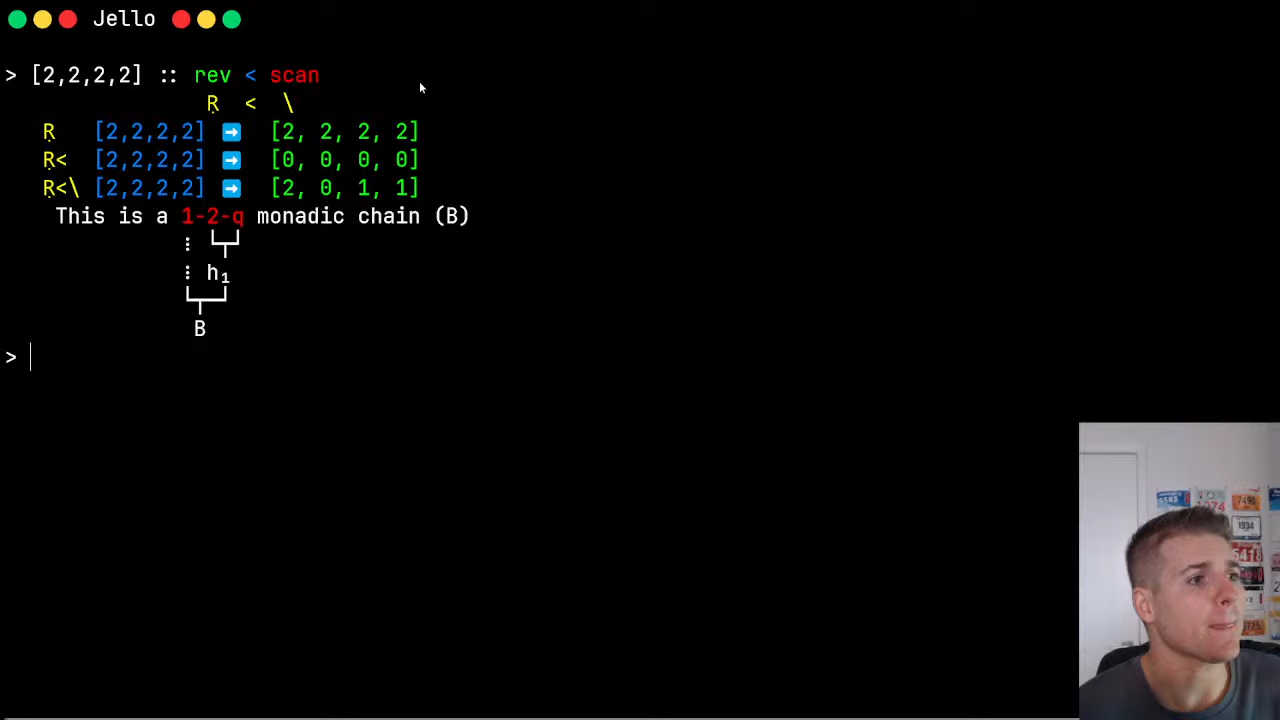 Jello
> [2,2,2,2] :: rev < scan
Ṛ < \
Ṛ [2,2,2,2] ➡ [2, 2, 2, 2]
Ṛ< [2,2,2,2] ➡ [0, 0, 0, 0]
Ṛ<\ [2,2,2,2] ➡ [2, 0, 1, 1]
This is a 1-2-q monadic chain (B)
h₁
B
>
1934